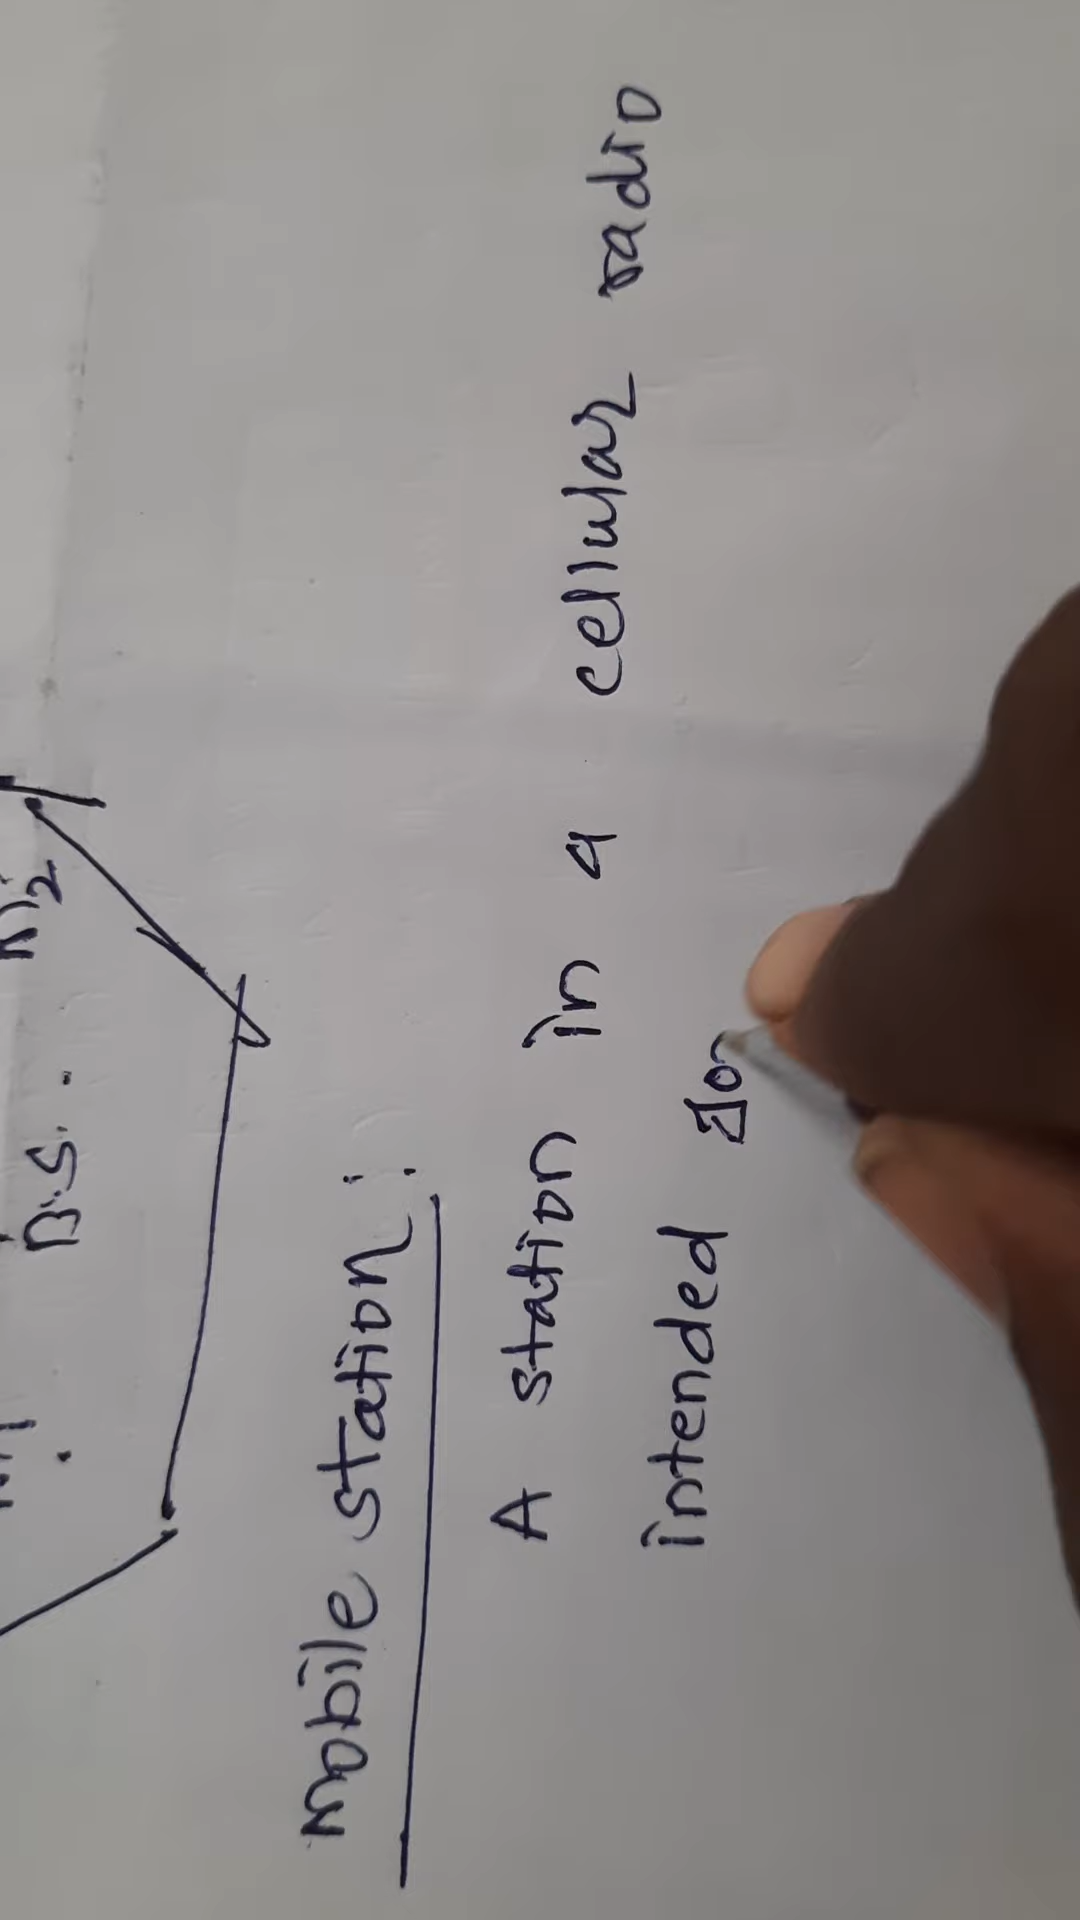 B.S.
Mobile station:
A station in a cellular radio
intended for